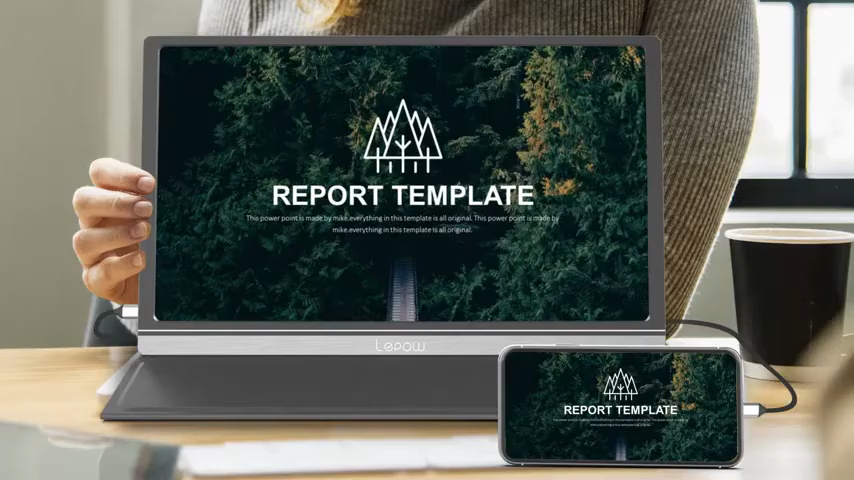 REPORT TEMPLATE
This power point is made by mike.everything in this template is all original. This power point is made by
mike.everything in this template is all original.
Lepow
REPORT TEMPLATE